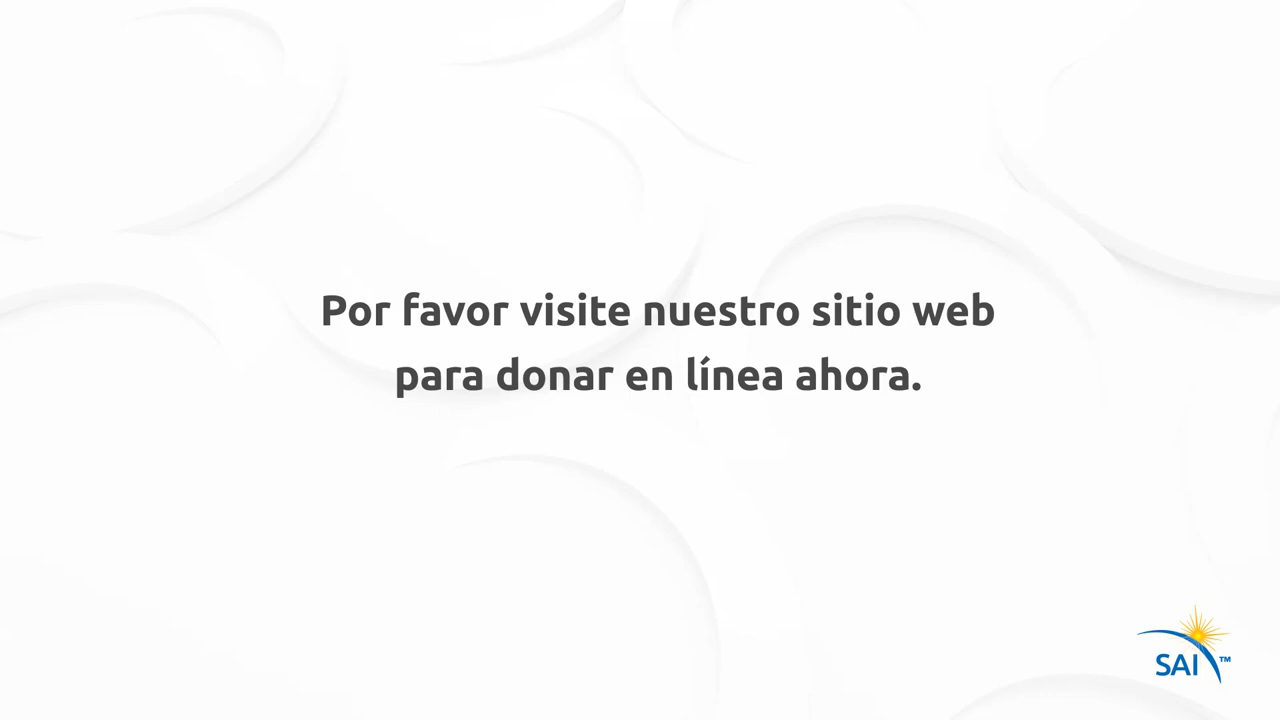 Por favor visite nuestro sitio web
para donar en línea ahora.
SAI™